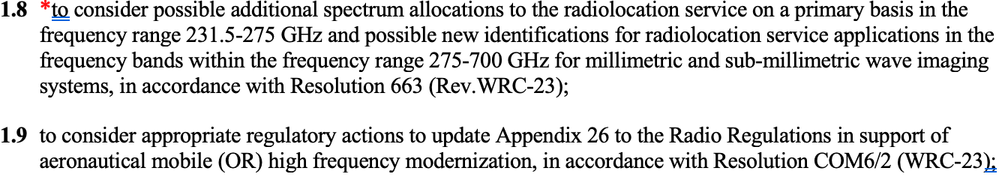 1.8 *to consider possible additional spectrum allocations to the radiolocation service on a primary basis in the
frequency range 231.5-275 GHz and possible new identifications for radiolocation service applications in the
frequency bands within the frequency range 275-700 GHz for millimetric and sub-millimetric wave imaging
systems, in accordance with Resolution 663 (Rev.WRC-23);
1.9 to consider appropriate regulatory actions to update Appendix 26 to the Radio Regulations in support of
aeronautical mobile (OR) high frequency modernization, in accordance with Resolution COM6/2 (WRC-23);